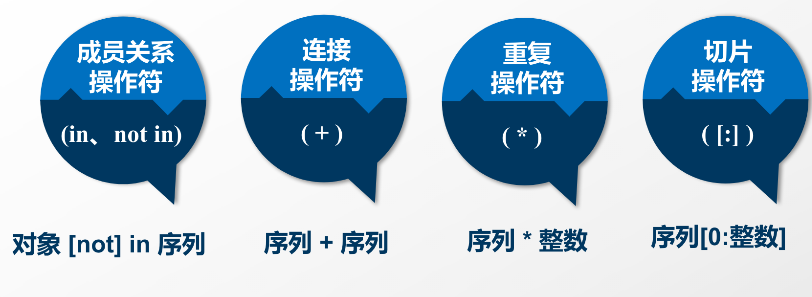 成员关系
操作符
(in、not in)
对象 [not] in 序列
连接
操作符
( + )
序列 + 序列
重复
操作符
( * )
序列 * 整数
切片
操作符
( [:] )
序列[0:整数]